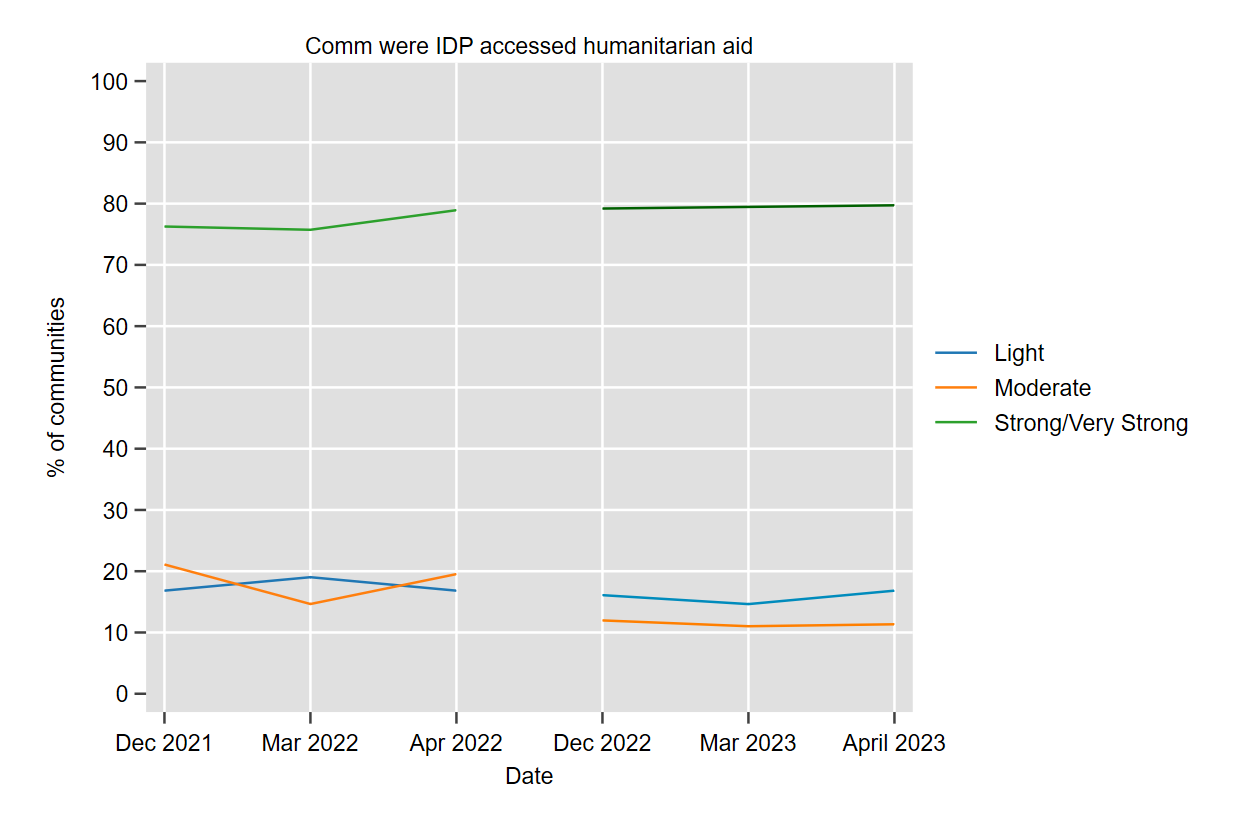 Comm were IDP accessed humanitarian aid
100
90
80
70
60
50
40
30
20
10
0
% of communities
Dec 2021 Mar 2022 Apr 2022 Dec 2022 Mar 2023 April 2023
Date
Light
Moderate
Strong/Very Strong